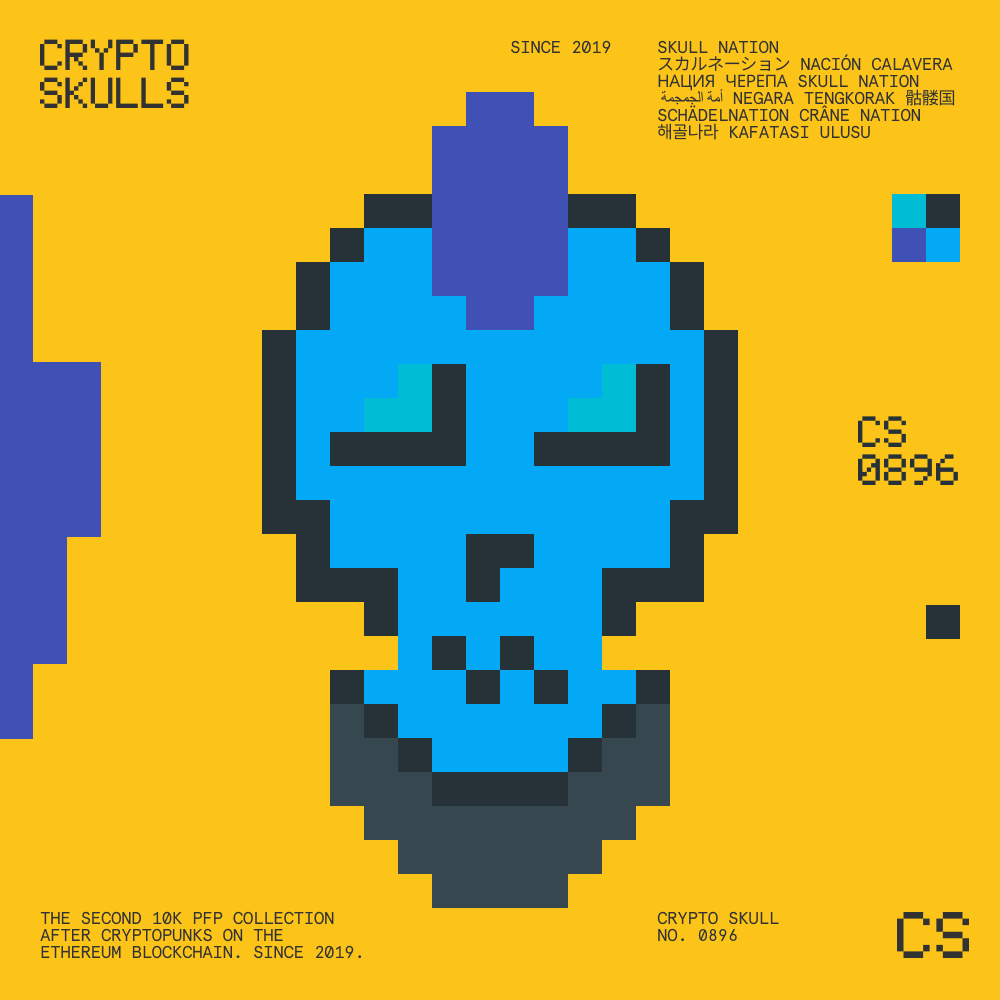 CRYPTO
SKULLS
SINCE 2019
SKULL NATION
スカルネーション NACIÓN CALAVERA
НАЦИЯ ЧЕРЕПА SKULL NATION
أمة الجمجمة NEGARA TENGKORAK 骷髅国
SCHÄDELNATION CRÂNE NATION
해골나라 KAFATASI ULUSU
CS
0896
THE SECOND 10K PFP COLLECTION
AFTER CRYPTOPUNKS ON THE
ETHEREUM BLOCKCHAIN. SINCE 2019.
CRYPTO SKULL
NO. 0896
CS